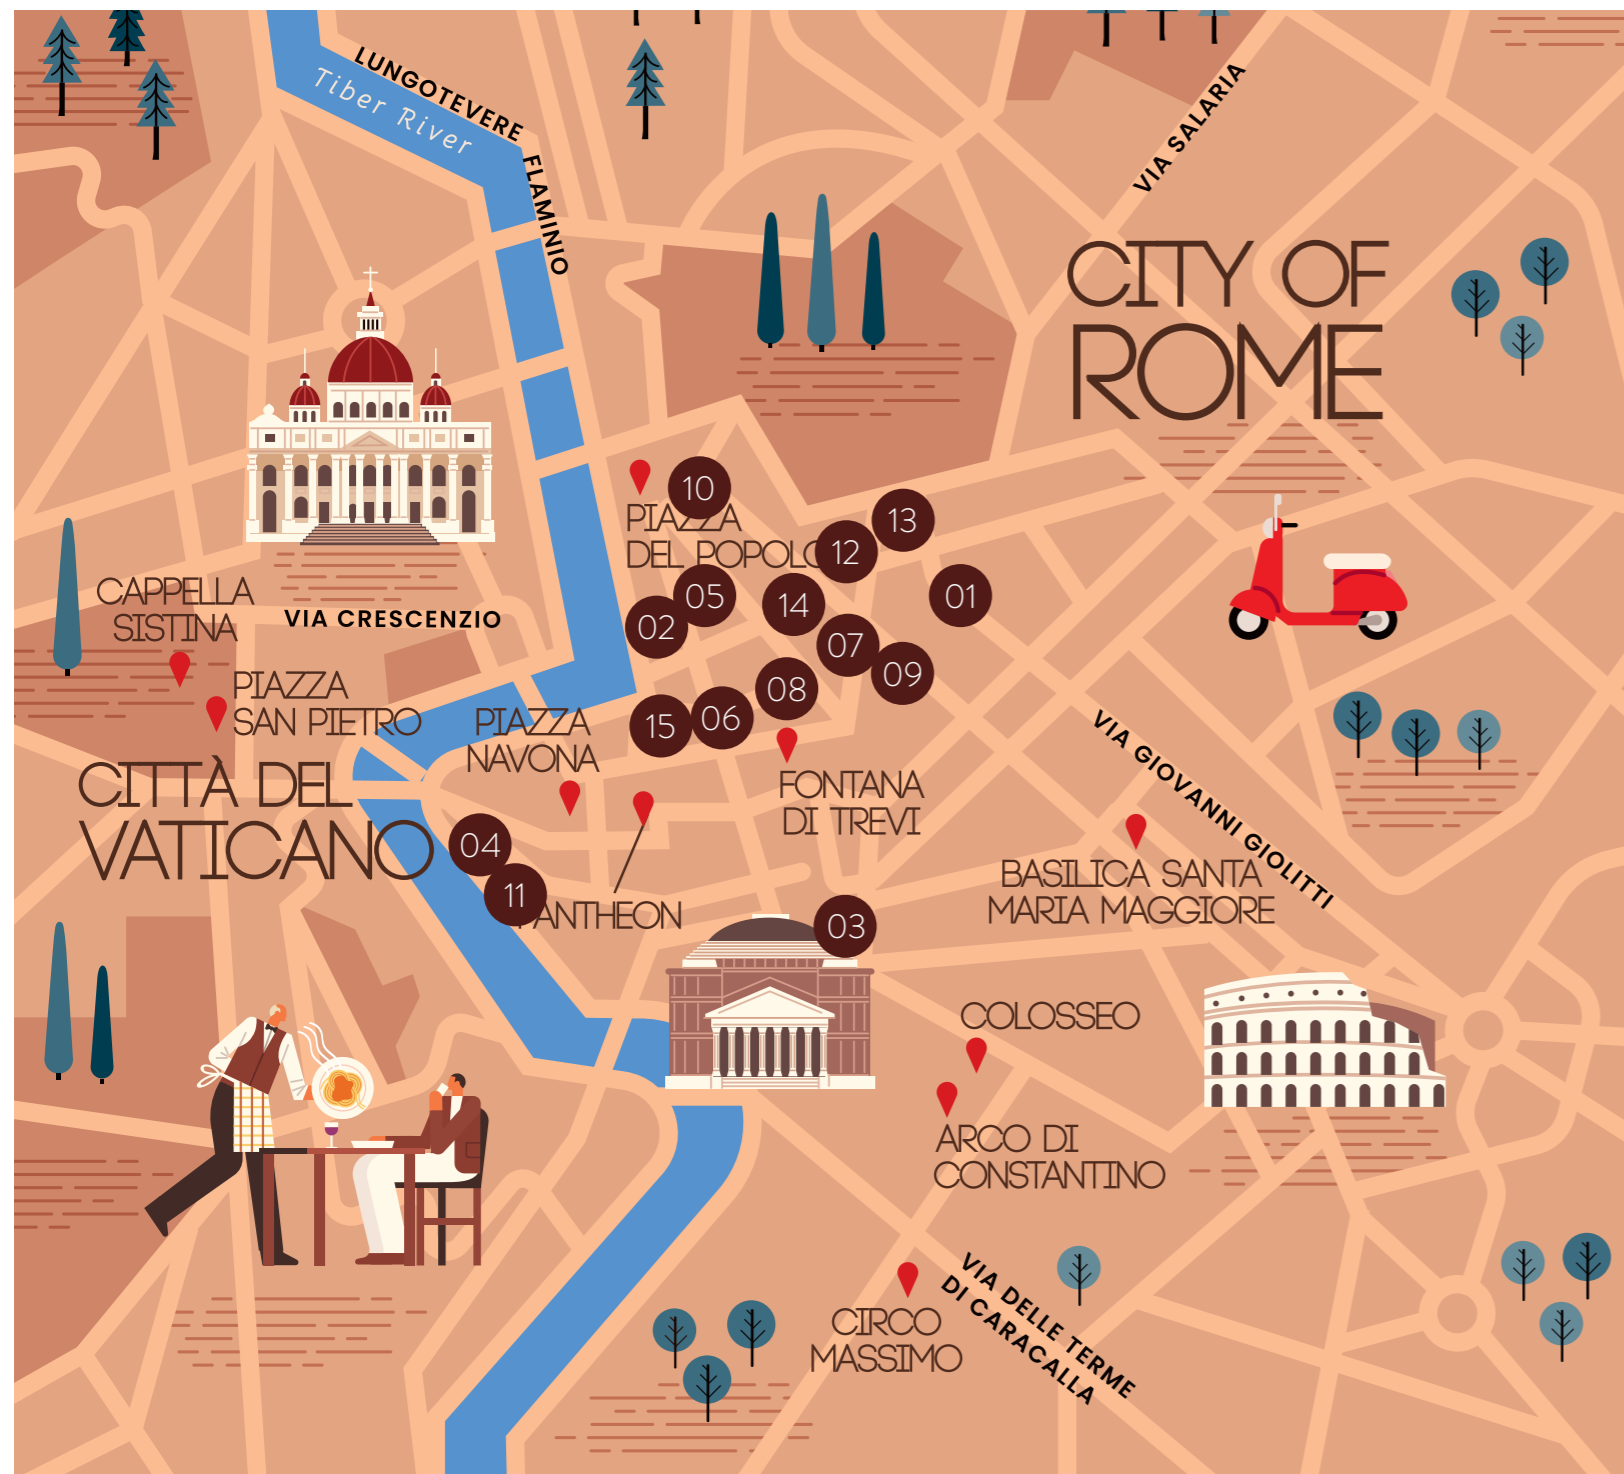 LUNGOTEVERE FLAMINIO
Tiber River
VIA SALARIA
CITY OF
ROME
10
PIAZZA
DEL POPOLO
13
12
05
14
01
02
07
09
08
15
06
CAPPELLA
SISTINA
VIA CRESCENZIO
PIAZZA
SAN PIETRO
PIAZZA
NAVONA
CITTÀ DEL
VATICANO
FONTANA
DI TREVI
VIA GIOVANNI GIOLITTI
04
11
PANTHEON
03
BASILICA SANTA
MARIA MAGGIORE
COLOSSEO
ARCO DI
CONSTANTINO
CIRCO
MASSIMO
VIA DELLE TERME
DI CARACALLA